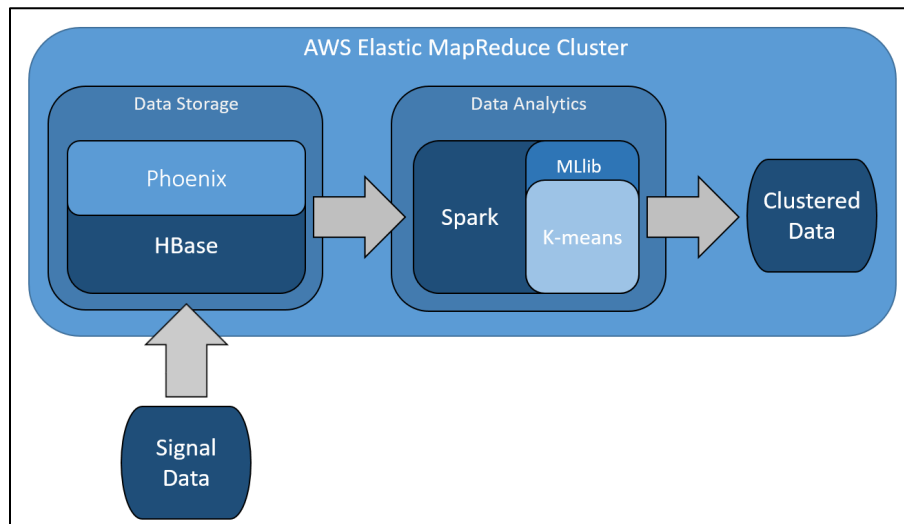 AWS Elastic MapReduce Cluster
Data Storage
Phoenix
HBase
Data Analytics
Spark
MLlib
K-means
Clustered
Data
Signal
Data